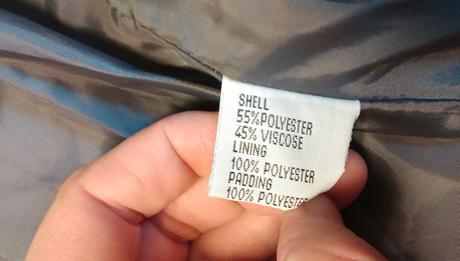 SHELL
55%POLYESTER
45% VISCOSE
LINING
100% POLYESTER
PADDING
100% POLYESTER